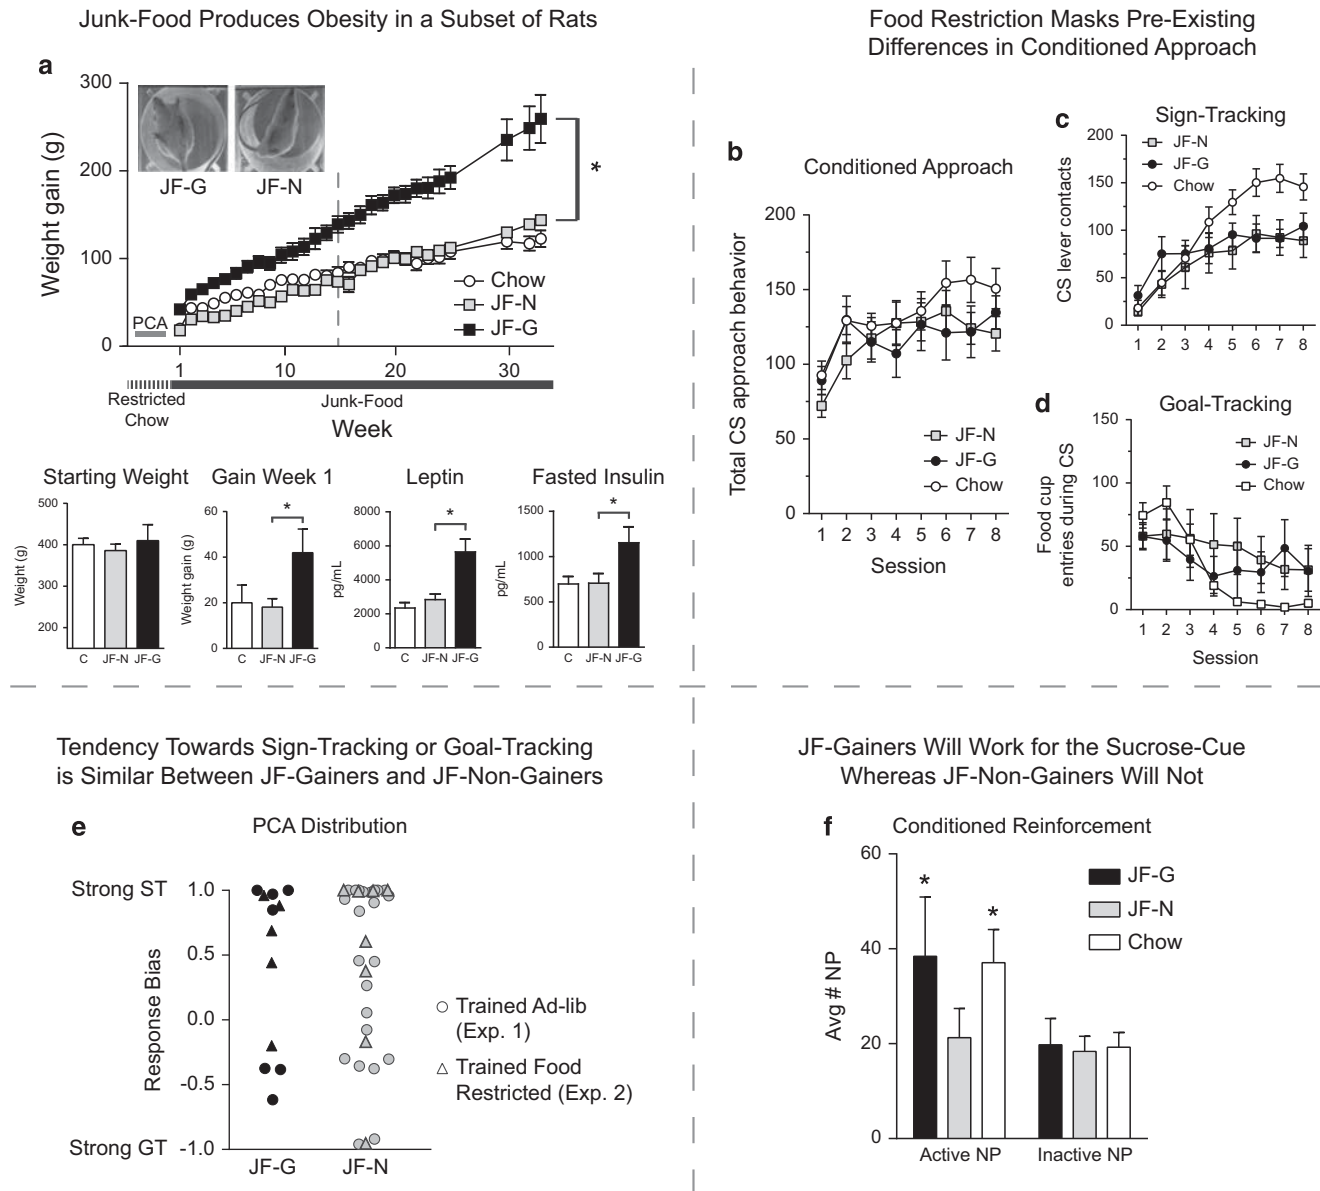 Junk-Food Produces Obesity in a Subset of Rats
a
300
200
100
0
Weight gain (g)
JF-G
JF-N
*
Chow
JF-N
JF-G
PCA
1
10
20
30
Restricted
Chow
Junk-Food
Week
Starting Weight
500
400
300
200
Weight (g)
C
JF-N
JF-G
Gain Week 1
60
40
20
0
Weight gain (g)
*
C
JF-N
JF-G
Leptin
8000
6000
4000
2000
0
pg/mL
*
C
JF-N
JF-G
Fasted Insulin
1500
1000
500
0
pg/mL
*
C
JF-N
JF-G
Food Restriction Masks Pre-Existing
Differences in Conditioned Approach
b
Conditioned Approach
200
150
100
50
0
Total CS approach behavior
JF-N
JF-G
Chow
1
2
3
4
5
6
7
8
Session
c
Sign-Tracking
200
150
100
50
0
CS lever contacts
JF-N
JF-G
Chow
1
2
3
4
5
6
7
8
d
Goal-Tracking
150
100
50
0
Food cup
entries during CS
JF-N
JF-G
Chow
1
2
3
4
5
6
7
8
Session
Tendency Towards Sign-Tracking or Goal-Tracking
is Similar Between JF-Gainers and JF-Non-Gainers
e
PCA Distribution
Strong ST
1.0
0.5
0.0
-0.5
Strong GT
-1.0
Response Bias
JF-G
JF-N
Trained Ad-lib
(Exp. 1)
Trained Food
Restricted (Exp. 2)
JF-Gainers Will Work for the Sucrose-Cue
Whereas JF-Non-Gainers Will Not
f
Conditioned Reinforcement
60
40
20
0
Avg # NP
*
*
JF-G
JF-N
Chow
Active NP
Inactive NP